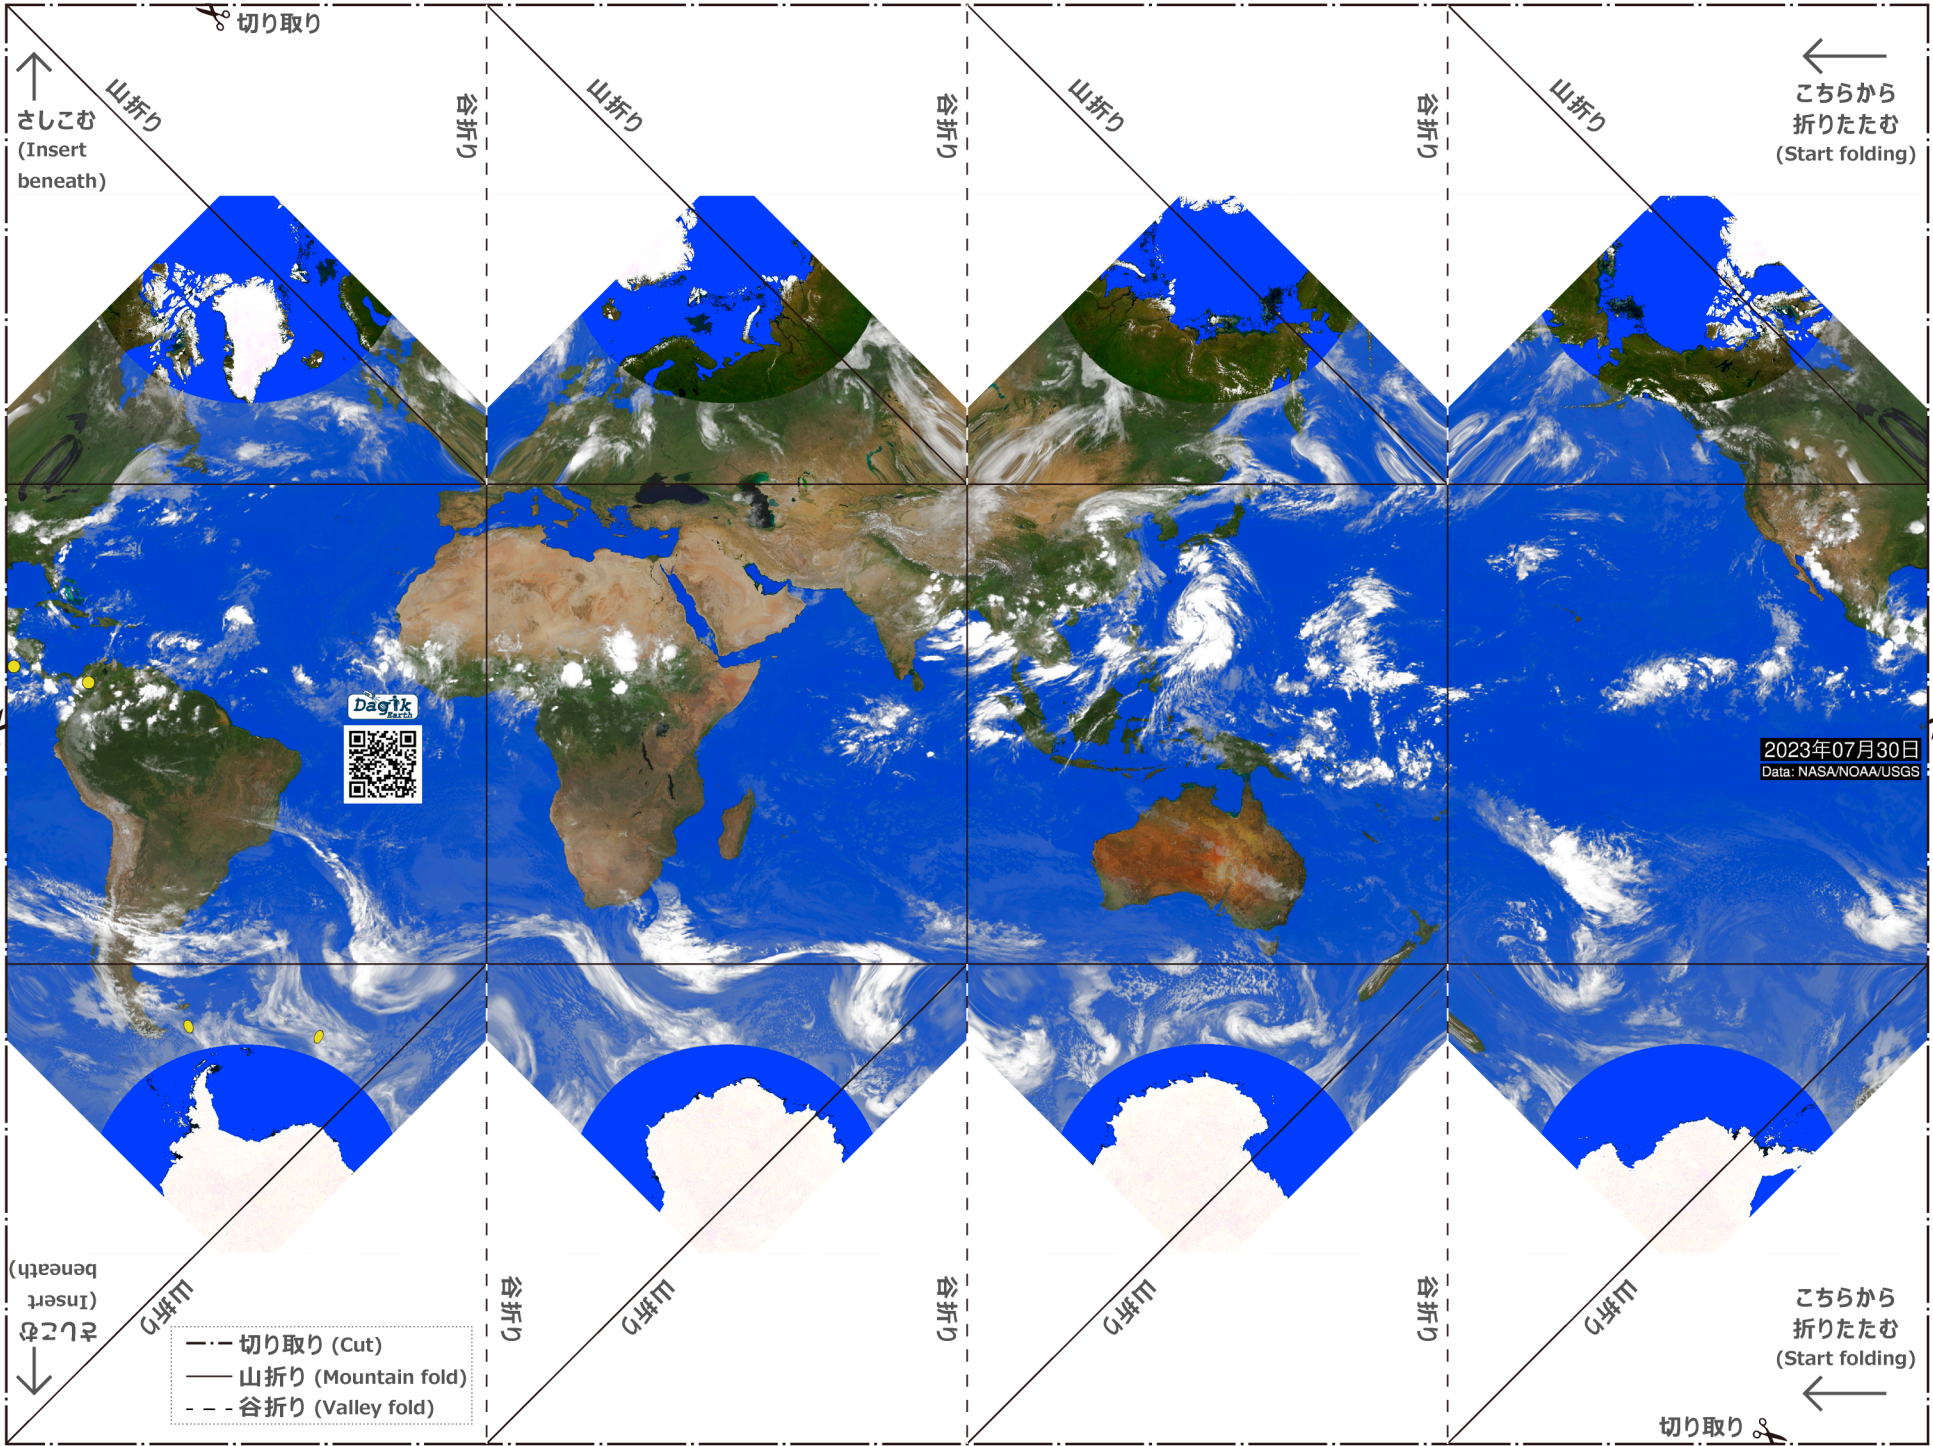 切り取り
山折り
谷折り
山折り
谷折り
山折り
谷折り
山折り
こちらから
折りたたむ
(Start folding)
さしこむ
(Insert
beneath)
Dagik
Earth
2023年07月30日
Data: NASA/NOAA/USGS
さしこむ
(Insert
beneath)
山折り
谷折り
山折り
谷折り
山折り
谷折り
山折り
こちらから
折りたたむ
(Start folding)
切り取り (Cut)
山折り (Mountain fold)
谷折り (Valley fold)
切り取り